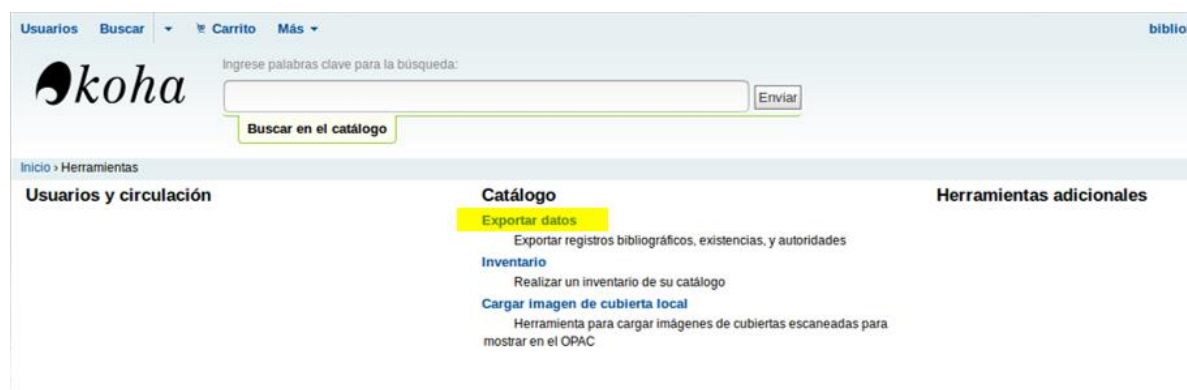 Usuarios Buscar Carrito Más biblio
koha
Ingrese palabras clave para la búsqueda:
Enviar
Buscar en el catálogo
Inicio › Herramientas
Usuarios y circulación
Catálogo
Exportar datos
Exportar registros bibliográficos, existencias, y autoridades
Inventario
Realizar un inventario de su catálogo
Cargar imagen de cubierta local
Herramienta para cargar imágenes de cubiertas escaneadas para
mostrar en el OPAC
Herramientas adicionales